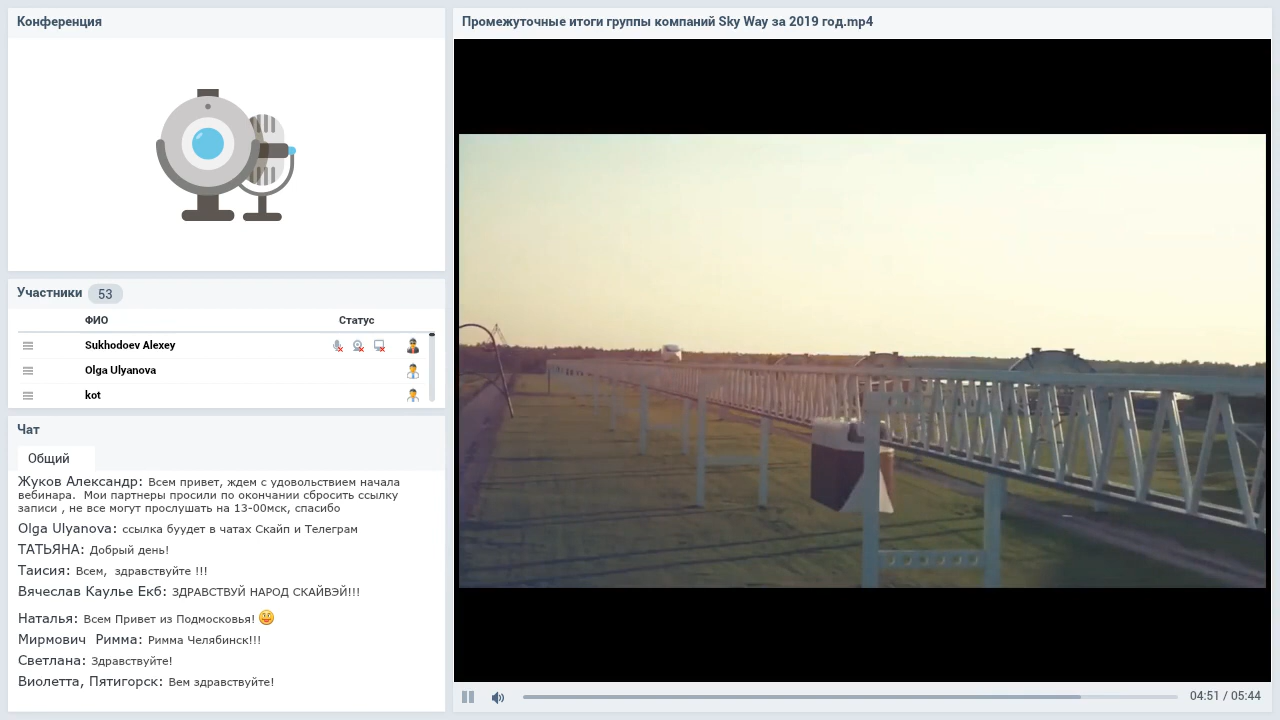 Конференция
Участники 53
ФИО Статус
Sukhodoev Alexey
Olga Ulyanova
kot
Чат
Общий
Жуков Александр: Всем привет, ждем с удовольствием начала
вебинара.  Мои партнеры просили по окончании сбросить ссылку
записи , не все могут прослушать на 13-00мск, спасибо
Olga Ulyanova: ссылка буудет в чатах Скайп и Телеграм
ТАТЬЯНА: Добрый день!
Таисия: Всем,  здравствуйте !!!
Вячеслав Каулье Екб: ЗДРАВСТВУЙ НАРОД СКАЙВЭЙ!!!
Наталья: Всем Привет из Подмосковья!
Мирмович  Римма: Римма Челябинск!!!
Светлана: Здравствуйте!
Виолетта, Пятигорск: Вем здравствуйте!
Промежуточные итоги группы компаний Sky Way за 2019 год.mp4
04:51 / 05:44